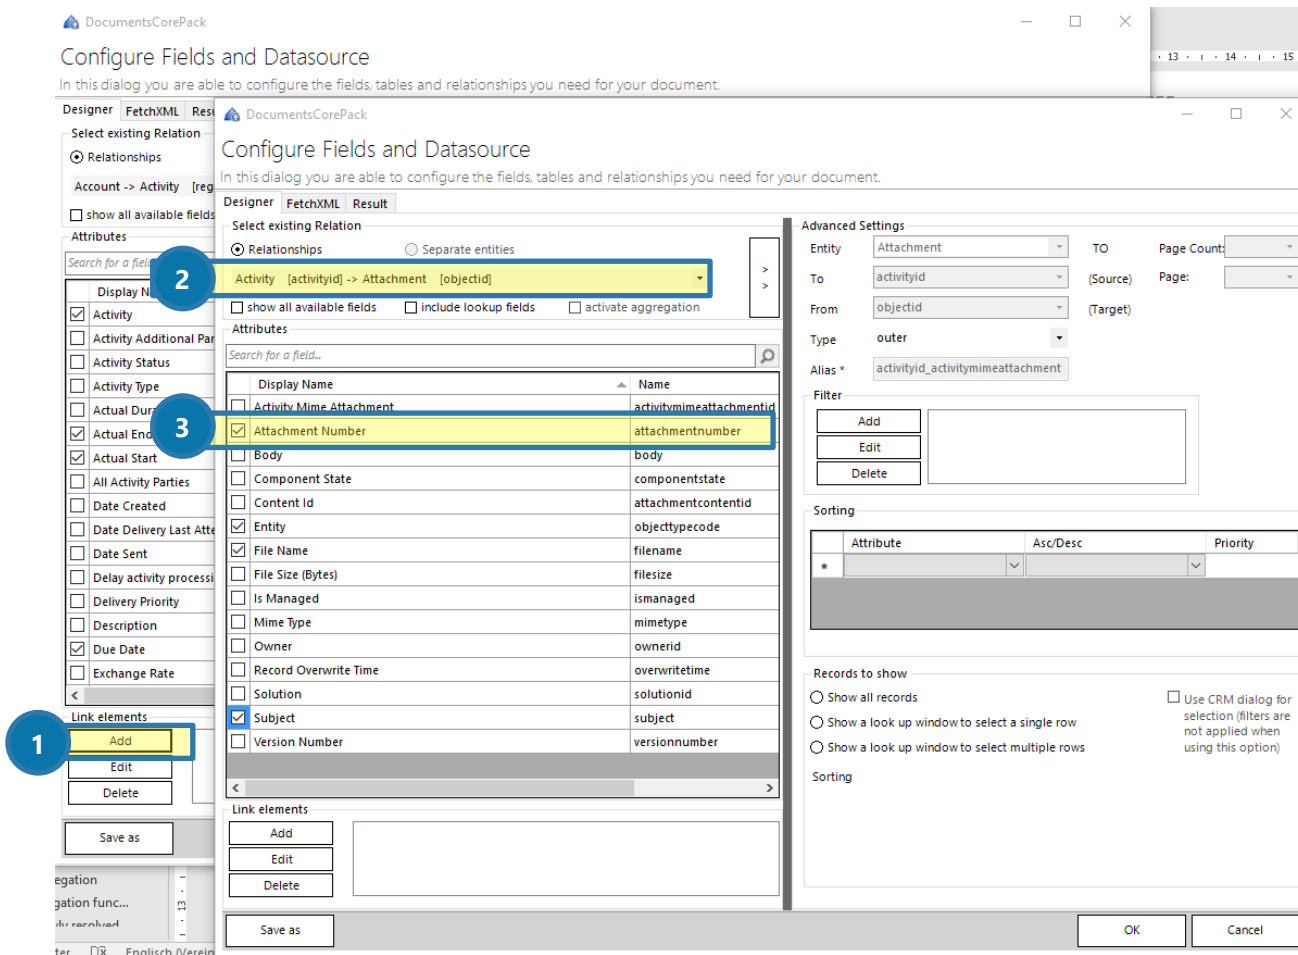 DocumentsCorePack
Configure Fields and Datasource
In this dialog you are able to configure the fields, tables and relationships you need for your document.
13 14 15
Designer FetchXML
Select existing Relation
Relationships
Account -> Activity
show all available fields
Attributes
Display
Activity
Activity Additional
Activity Status
Activity Type
Actual
Actual End
Actual Start
All Activity Parties
Date Created
Date Delivery Last
Date Sent
Delay activity
Delivery Priority
Description
Due Date
Exchange Rate
Link elements
1
Add
Edit
Delete
Save as
13
DocumentsCorePack
Configure Fields and Datasource
In this dialog you are able to configure the fields, tables and relationships you need for your document.
Designer FetchXML Result
Select existing Relation
Relationships Separate entities
2
Activity [activityid] -> Attachment [objectid]
show all available fields include lookup fields activate aggregation
>
>
Attributes
Search for a field...
Display Name Name
Activity Mime Attachment activitymimeattachmentid
3
Attachment Number attachmentnumber
Body body
Component State componentstate
Content Id attachmentcontentid
Entity objecttypecode
File Name filename
File Size (Bytes) filesize
Is Managed ismanaged
Mime Type mimetype
Owner ownerid
Record Overwrite Time overwritetime
Solution solutionid
Subject subject
Version Number versionnumber
Link elements
Add
Edit
Delete
Save as
Advanced Settings
Entity Attachment TO Page Count:
To activityid (Source) Page:
From objectid (Target)
Type outer
Alias * activityid_activitymimeattachment
Filter
Add
Edit
Delete
Sorting
Attribute Asc/Desc Priority
*
Records to show
Show all records
Show a look up window to select a single row
Show a look up window to select multiple rows
Use CRM dialog for
selection (filters are
not applied when
using this option)
Sorting
OK Cancel